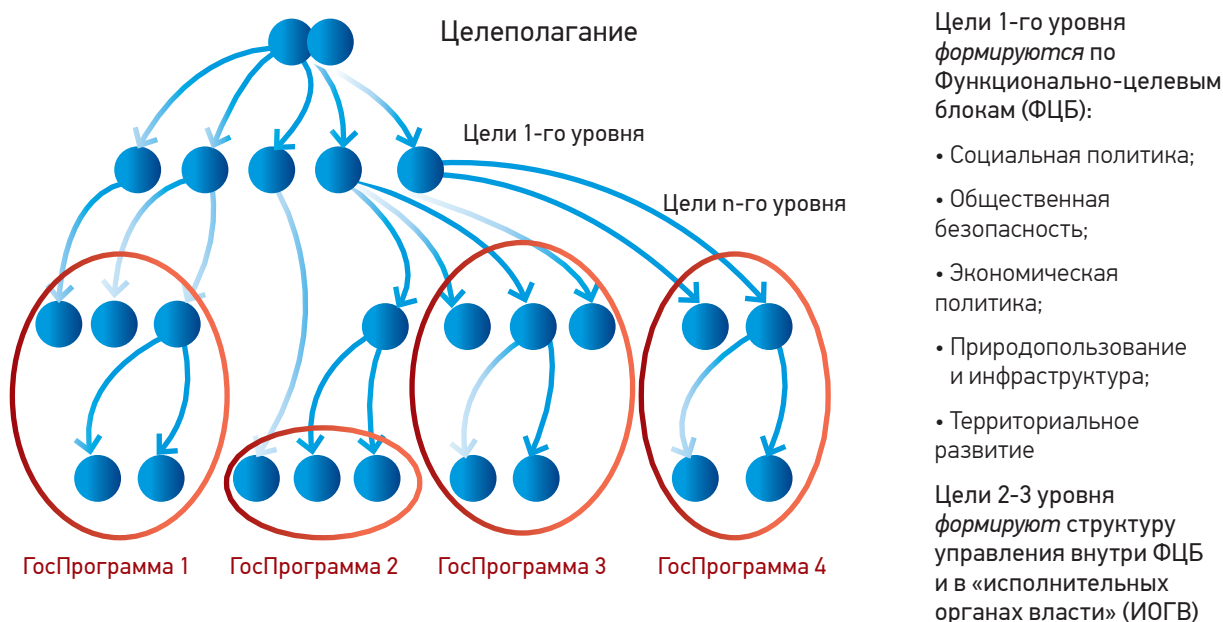 Целеполагание
Цели 1-го уровня
Цели n-го уровня
ГосПрограмма 1
ГосПрограмма 2
ГосПрограмма 3
ГосПрограмма 4
Цели 1-го уровня
формируются по
Функционально-целевым
блокам (ФЦБ):
• Социальная политика;
• Общественная
безопасность;
• Экономическая
политика;
• Природопользование
и инфраструктура;
• Территориальное
развитие
Цели 2-3 уровня
формируют структуру
управления внутри ФЦБ
и в «исполнительных
органах власти» (ИОГВ)